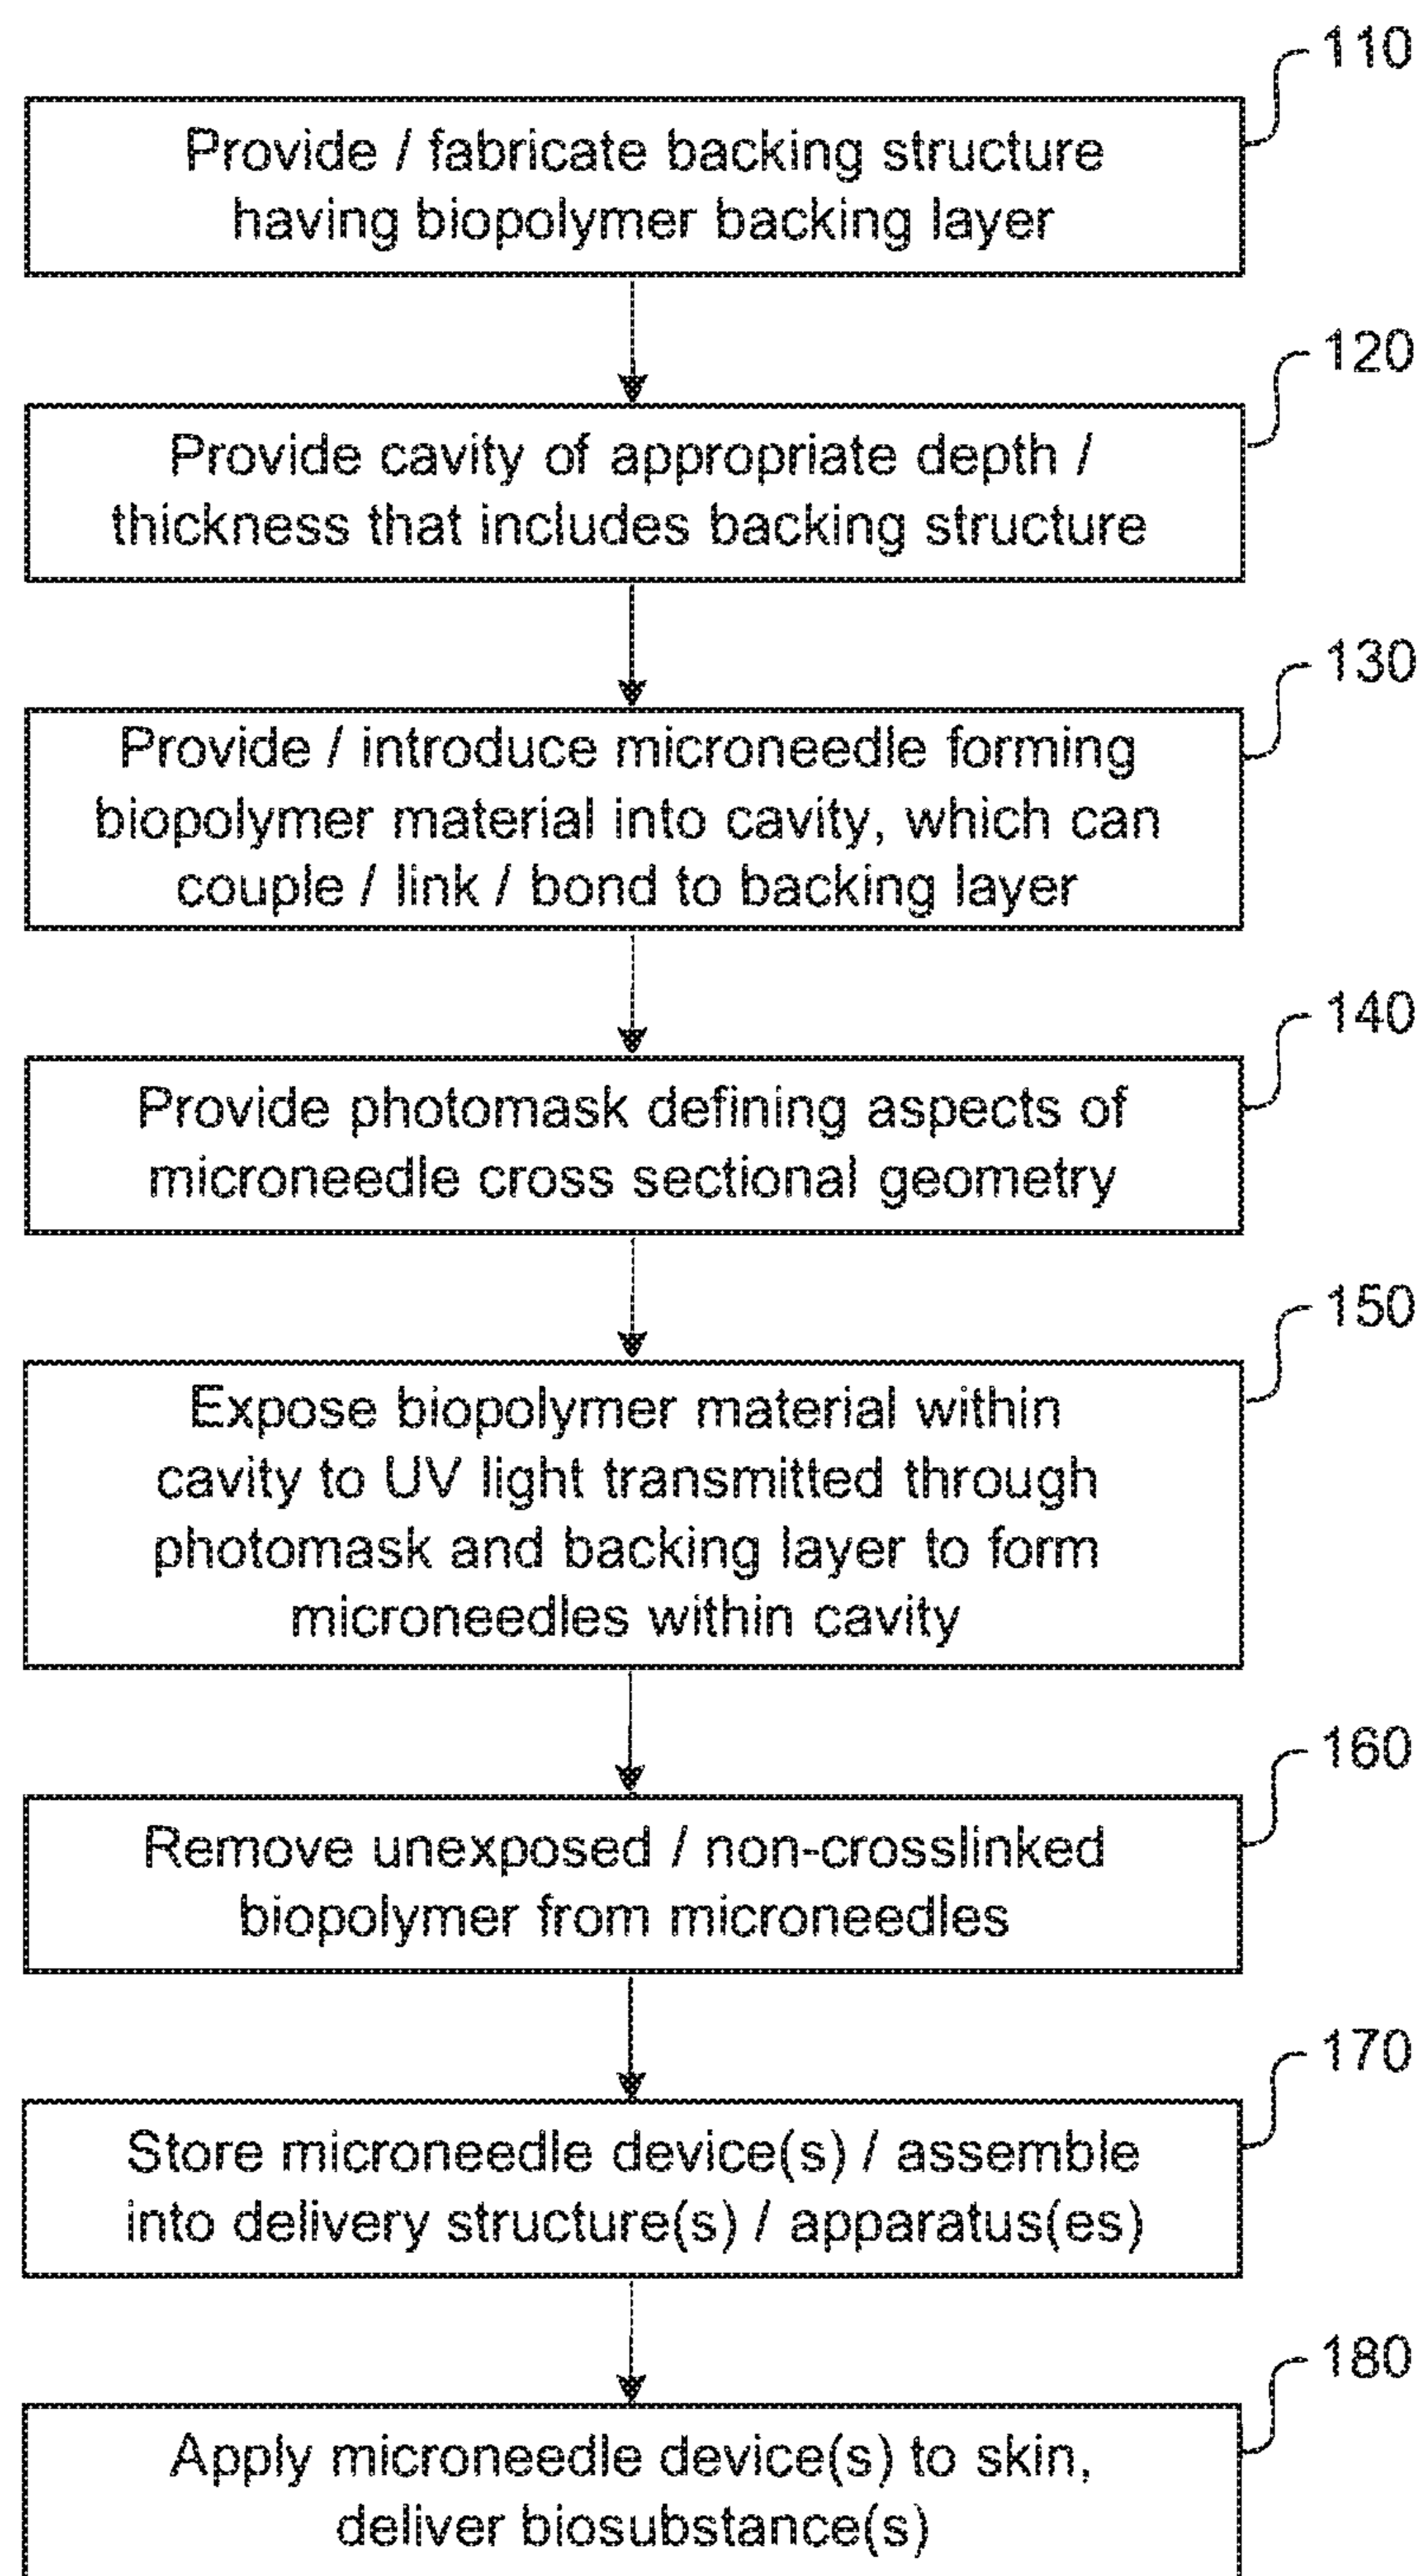 110
Provide / fabricate backing structure
having biopolymer backing layer
120
Provide cavity of appropriate depth /
thickness that includes backing structure
130
Provide / introduce microneedle forming
biopolymer material into cavity, which can
couple / link / bond to backing layer
140
Provide photomask defining aspects of
microneedle cross sectional geometry
150
Expose biopolymer material within
cavity to UV light transmitted through
photomask and backing layer to form
microneedles within cavity
160
Remove unexposed / non-crosslinked
biopolymer from microneedles
170
Store microneedle device(s) / assemble
into delivery structure(s) / apparatus(es)
180
Apply microneedle device(s) to skin,
deliver biosubstance(s)